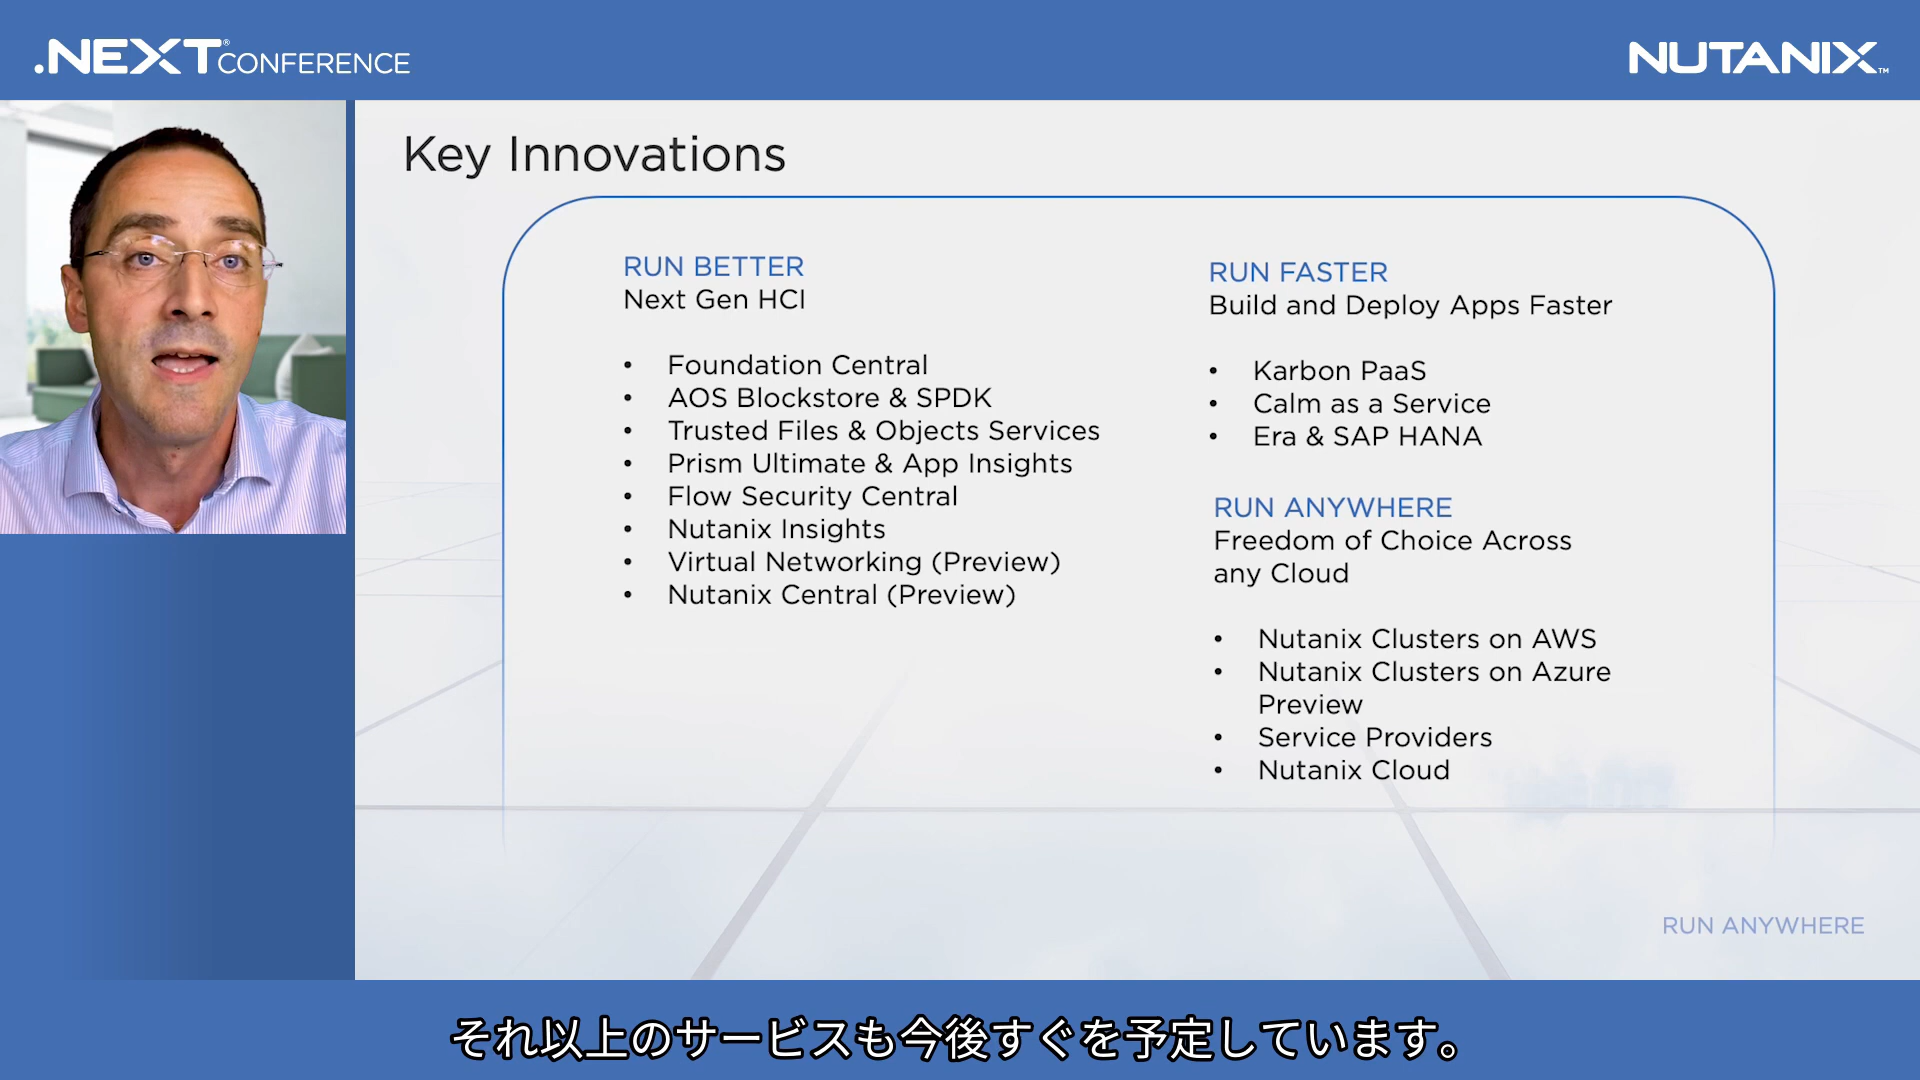 .NEXT® CONFERENCE
NUTANIX™
Key Innovations
RUN BETTER
Next Gen HCI
• Foundation Central
• AOS Blockstore & SPDK
• Trusted Files & Objects Services
• Prism Ultimate & App Insights
• Flow Security Central
• Nutanix Insights
• Virtual Networking (Preview)
• Nutanix Central (Preview)
RUN FASTER
Build and Deploy Apps Faster
• Karbon PaaS
• Calm as a Service
• Era & SAP HANA
RUN ANYWHERE
Freedom of Choice Across
any Cloud
• Nutanix Clusters on AWS
• Nutanix Clusters on Azure
Preview
• Service Providers
• Nutanix Cloud
RUN ANYWHERE
それ以上のサービスも今後すぐを予定しています。